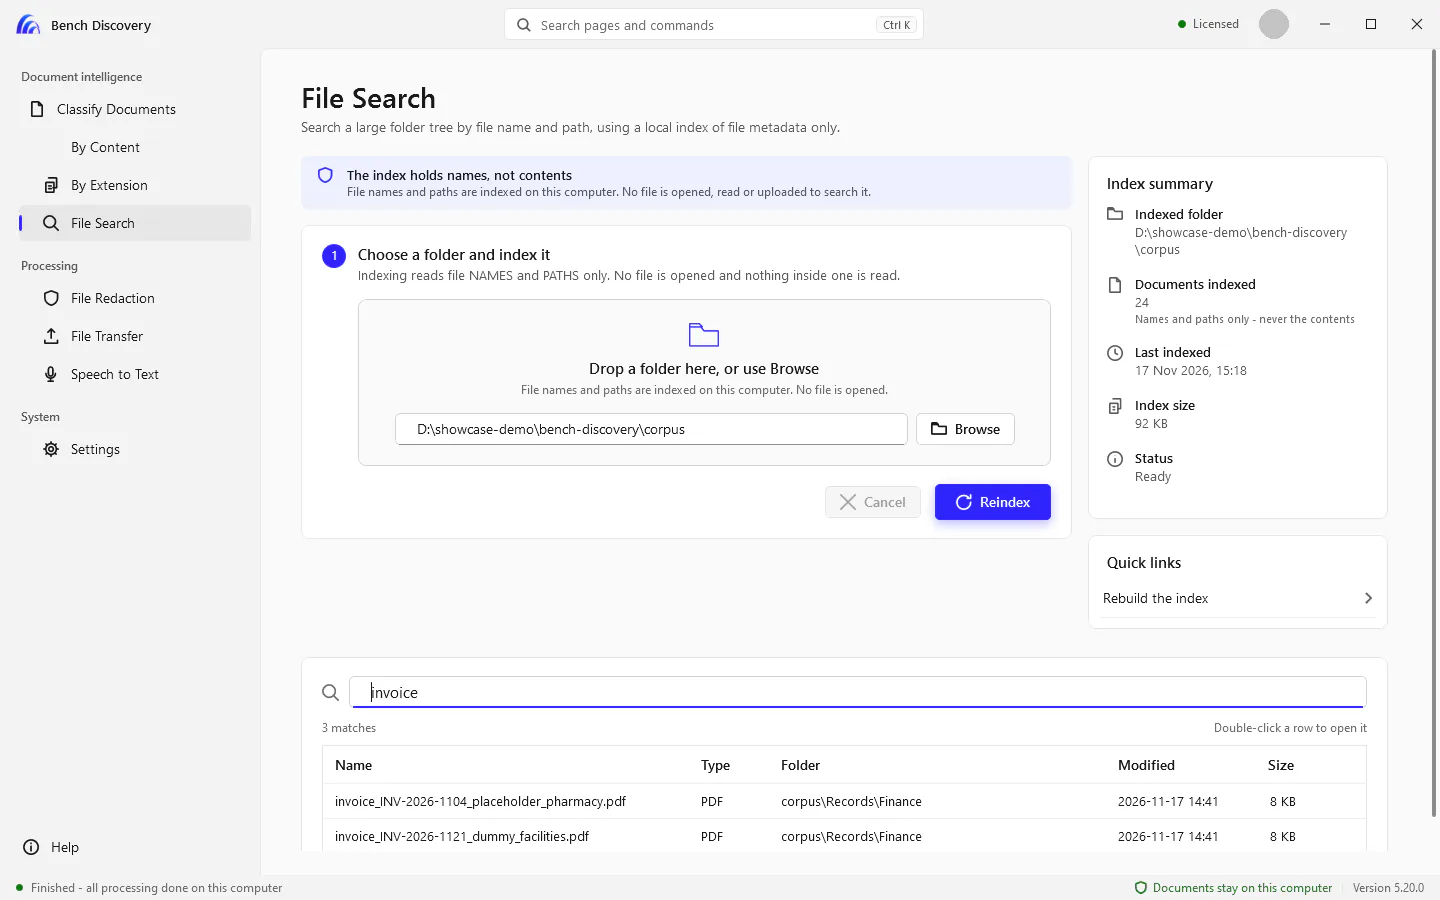 Bench Discovery
Search pages and commands
Ctrl K
Licensed
Document intelligence
Classify Documents
By Content
By Extension
File Search
Processing
File Redaction
File Transfer
Speech to Text
System
Settings
Help
File Search
Search a large folder tree by file name and path, using a local index of file metadata only.
The index holds names, not contents
File names and paths are indexed on this computer. No file is opened, read or uploaded to search it.
1 Choose a folder and index it
Indexing reads file NAMES and PATHS only. No file is opened and nothing inside one is read.
Drop a folder here, or use Browse
File names and paths are indexed on this computer. No file is opened.
D:\showcase-demo\bench-discovery\corpus
Browse
Cancel
Reindex
Index summary
Indexed folder
D:\showcase-demo\bench-discovery
\corpus
Documents indexed
24
Names and paths only - never the contents
Last indexed
17 Nov 2026, 15:18
Index size
92 KB
Status
Ready
Quick links
Rebuild the index
invoice
3 matches
Double-click a row to open it
Name Type Folder Modified Size
invoice_INV-2026-1104_placeholder_pharmacy.pdf PDF corpus\Records\Finance 2026-11-17 14:41 8 KB
invoice_INV-2026-1121_dummy_facilities.pdf PDF corpus\Records\Finance 2026-11-17 14:41 8 KB
Finished - all processing done on this computer
Documents stay on this computer
Version 5.20.0